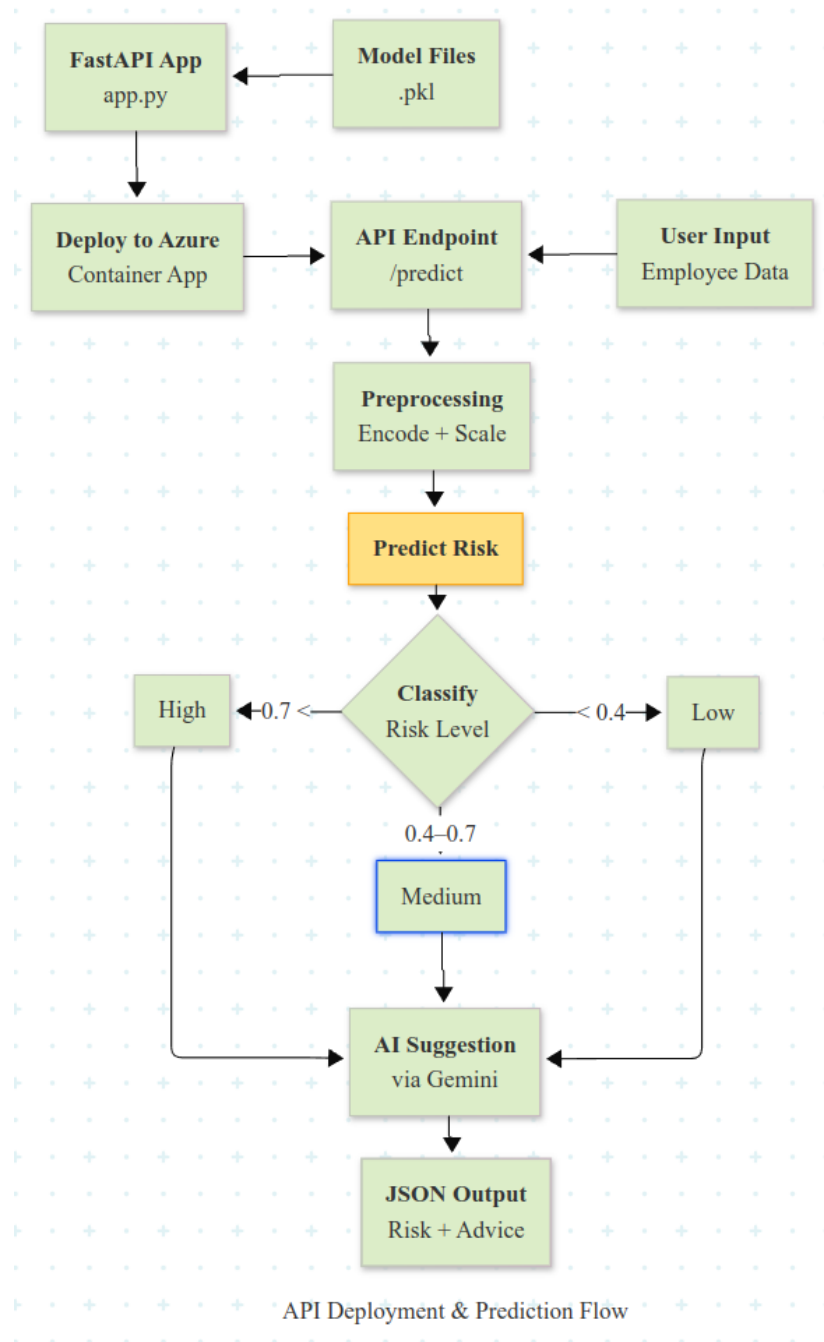 FastAPI App
app.py
Model Files
.pkl
Deploy to Azure
Container App
API Endpoint
/predict
User Input
Employee Data
Preprocessing
Encode + Scale
Predict Risk
Classify
Risk Level
High
0.7 <
< 0.4
Low
0.4–0.7
Medium
AI Suggestion
via Gemini
JSON Output
Risk + Advice
API Deployment & Prediction Flow